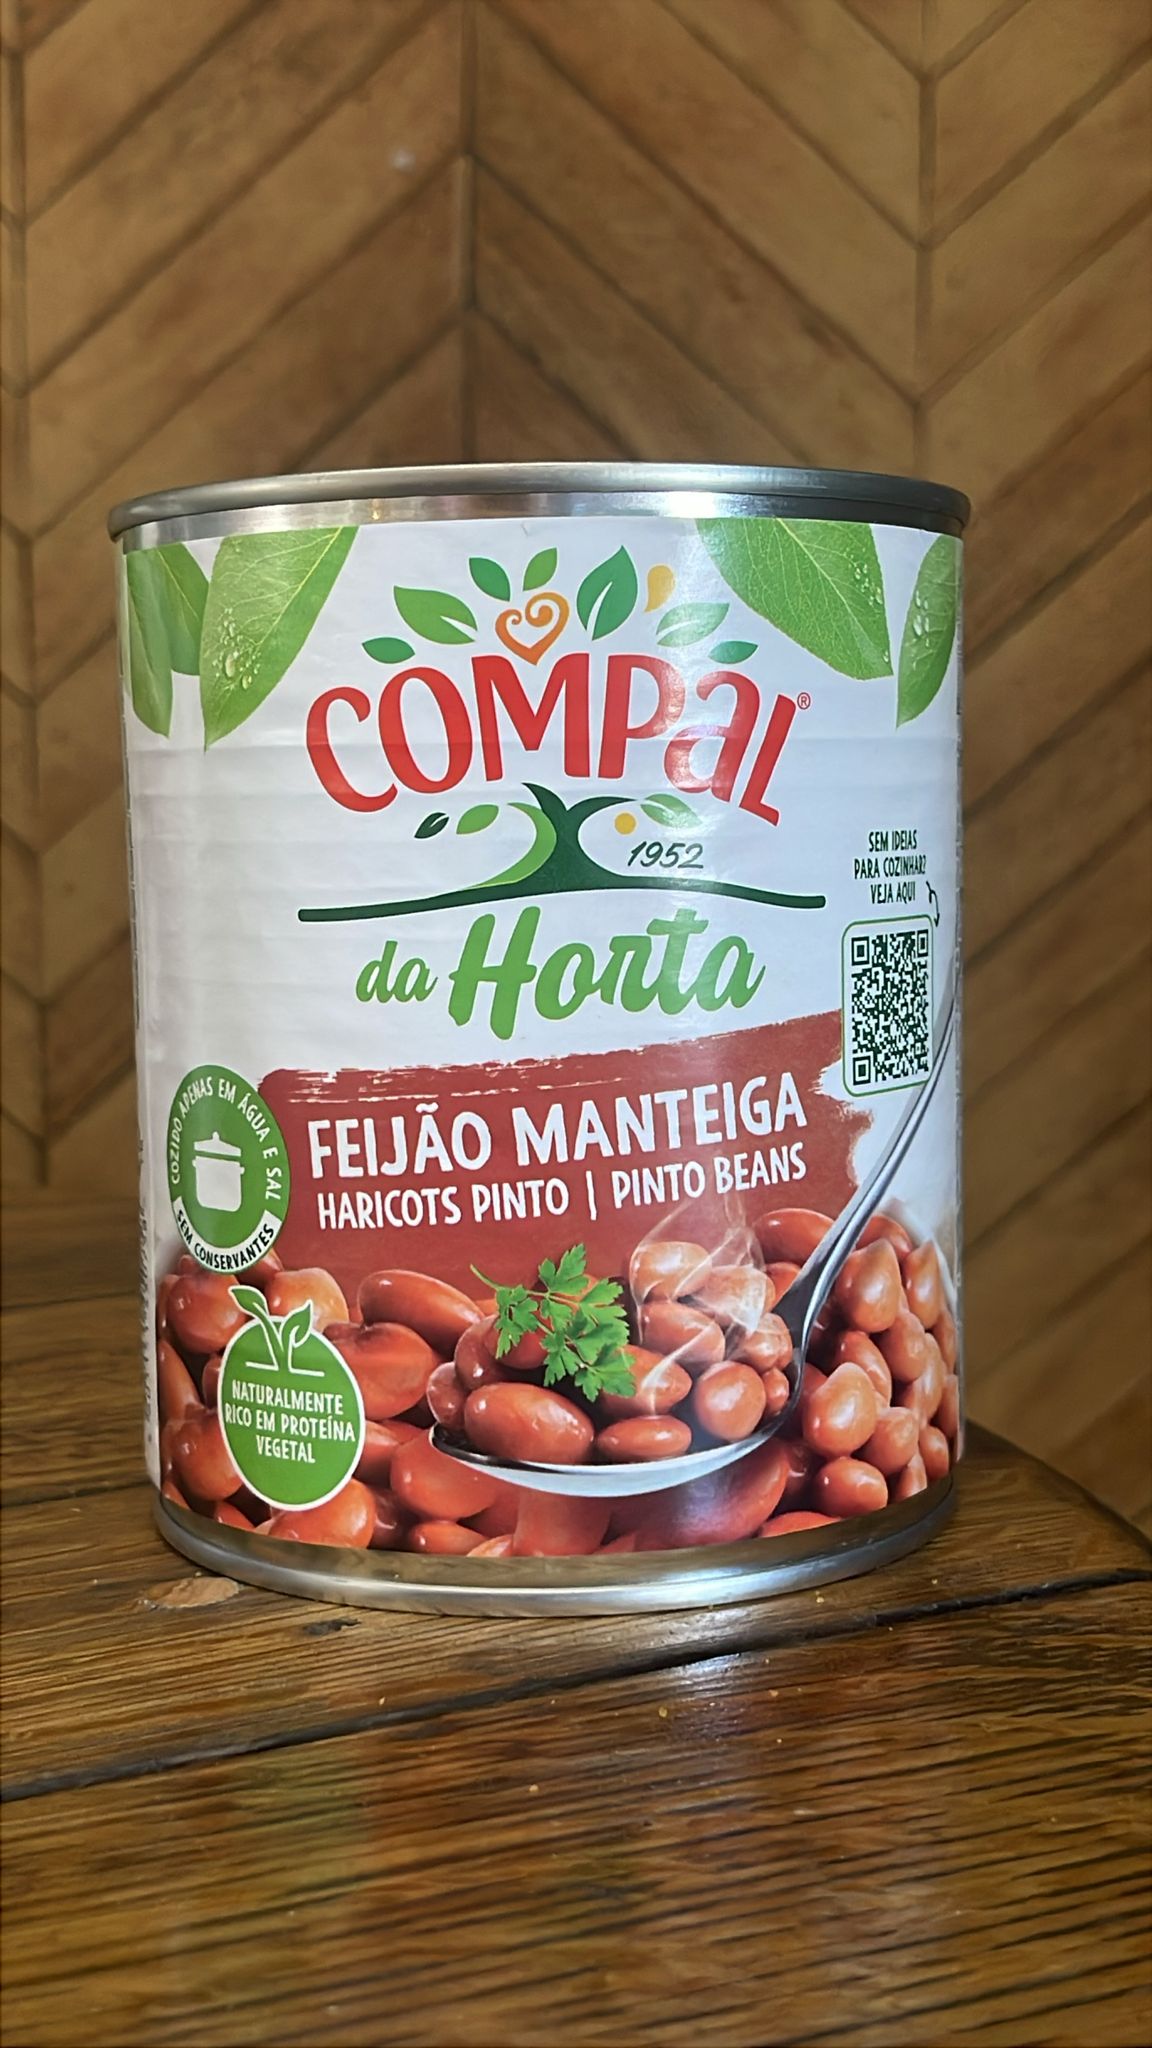 COMPAL®
1952
da Horta
SEM IDEIAS
PARA COZINHAR?
VEJA AQUI
FEIJÃO MANTEIGA
HARICOTS PINTO | PINTO BEANS
COZIDO APENAS EM ÁGUA E SAL
SEM CONSERVANTES
NATURALMENTE
RICO EM PROTEÍNA
VEGETAL